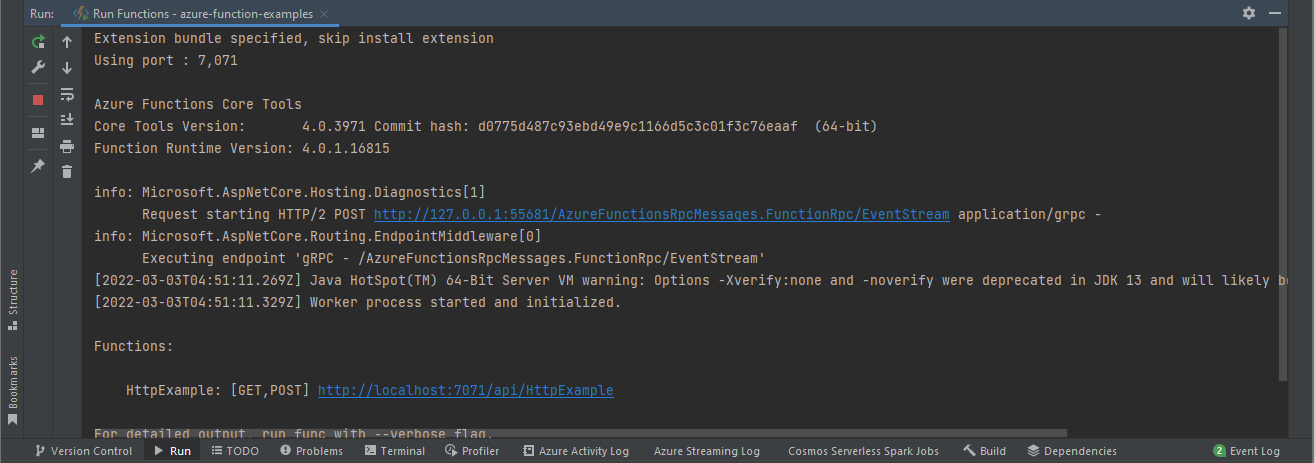 Run: Run Functions - azure-function-examples
Extension bundle specified, skip install extension
Using port : 7,071
Azure Functions Core Tools
Core Tools Version:       4.0.3971 Commit hash: d0775d487c93ebd49e9c1166d5c3c01f3c76eaaf  (64-bit)
Function Runtime Version: 4.0.1.16815
info: Microsoft.AspNetCore.Hosting.Diagnostics[1]
Request starting HTTP/2 POST http://127.0.0.1:55681/AzureFunctionsRpcMessages.FunctionRpc/EventStream application/grpc -
info: Microsoft.AspNetCore.Routing.EndpointMiddleware[0]
Executing endpoint 'gRPC - /AzureFunctionsRpcMessages.FunctionRpc/EventStream'
[2022-03-03T04:51:11.269Z] Java HotSpot(TM) 64-Bit Server VM warning: Options -Xverify:none and -noverify were deprecated in JDK 13 and will likely b
[2022-03-03T04:51:11.329Z] Worker process started and initialized.
Functions:
HttpExample: [GET,POST] http://localhost:7071/api/HttpExample
For detailed output, run func with --verbose flag.
Structure
Bookmarks
Version Control Run TODO Problems Terminal Profiler Azure Activity Log Azure Streaming Log Cosmos Serverless Spark Jobs Build Dependencies 2 Event Log